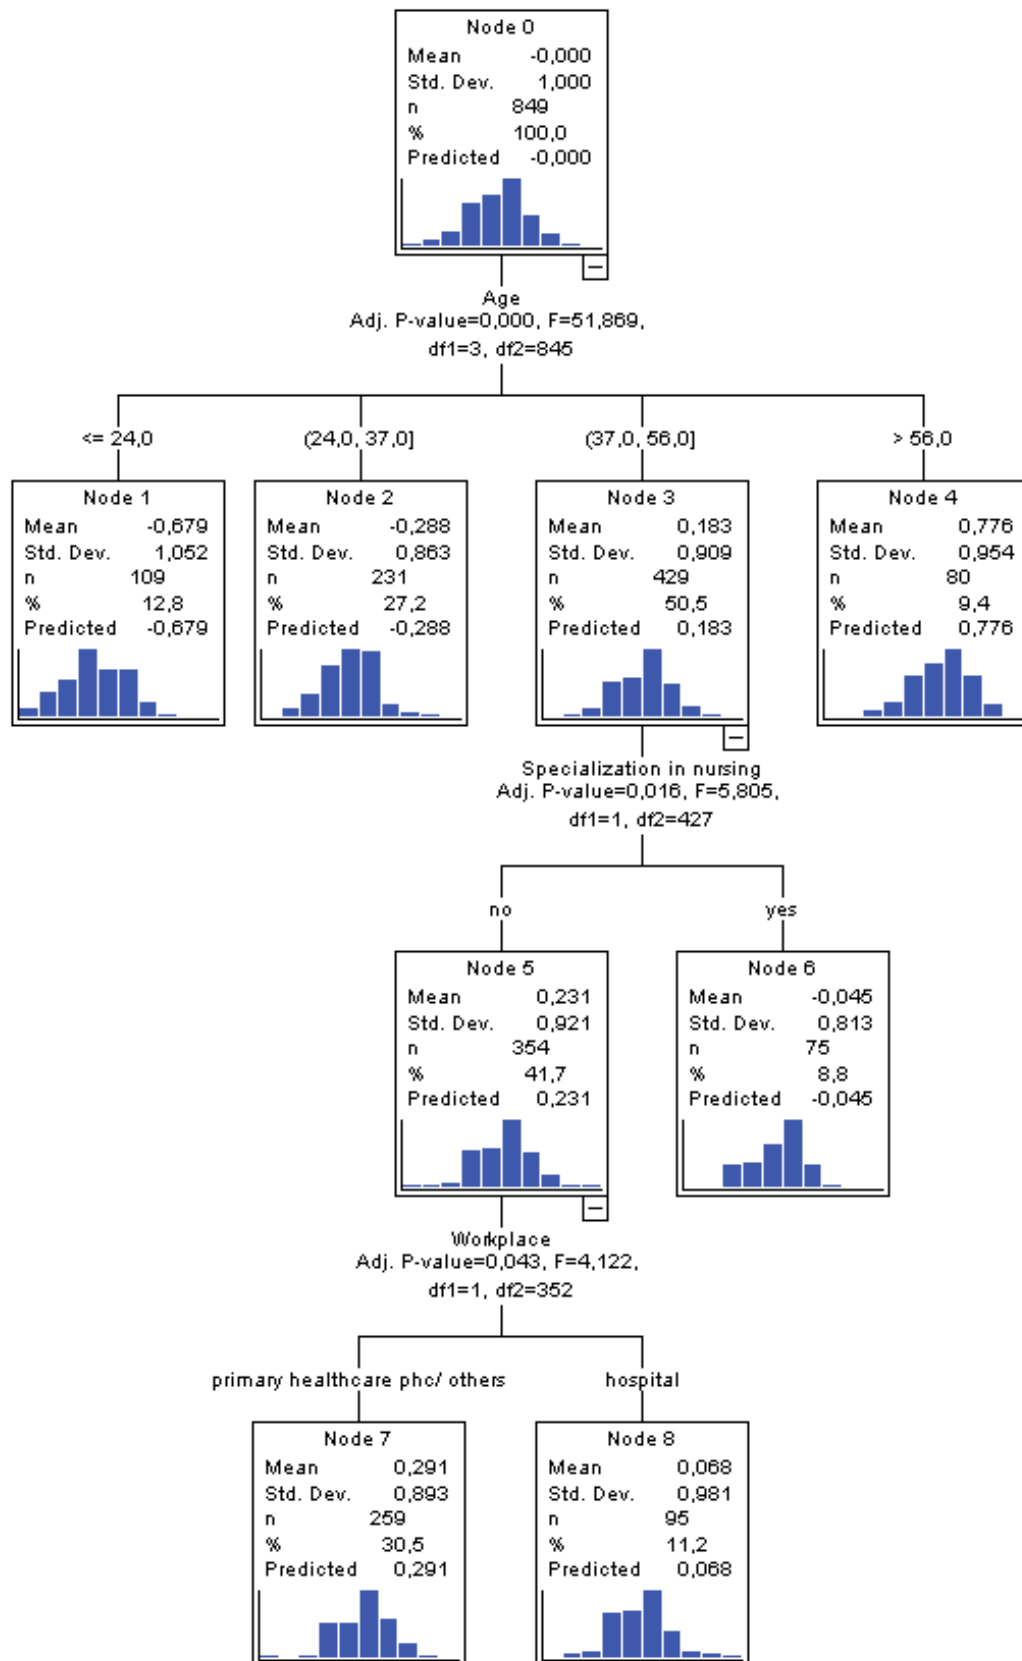 Node 0
Mean -0,000
Std. Dev. 1,000
n 849
% 100,0
Predicted -0,000
Age
Adj. P-value=0,000, F=51,869,
df1=3, df2=845
<= 24,0
(24,0, 37,0]
(37,0, 56,0]
> 56,0
Node 1
Mean -0,679
Std. Dev. 1,052
n 109
% 12,8
Predicted -0,679
Node 2
Mean -0,288
Std. Dev. 0,863
n 231
% 27,2
Predicted -0,288
Node 3
Mean 0,183
Std. Dev. 0,909
n 429
% 50,5
Predicted 0,183
Node 4
Mean 0,776
Std. Dev. 0,954
n 80
% 9,4
Predicted 0,776
Specialization in nursing
Adj. P-value=0,016, F=5,805,
df1=1, df2=427
no
yes
Node 5
Mean 0,231
Std. Dev. 0,921
n 354
% 41,7
Predicted 0,231
Node 6
Mean -0,045
Std. Dev. 0,813
n 75
% 8,8
Predicted -0,045
Workplace
Adj. P-value=0,043, F=4,122,
df1=1, df2=352
primary healthcare phc/ others
hospital
Node 7
Mean 0,291
Std. Dev. 0,893
n 259
% 30,5
Predicted 0,291
Node 8
Mean 0,068
Std. Dev. 0,981
n 95
% 11,2
Predicted 0,068